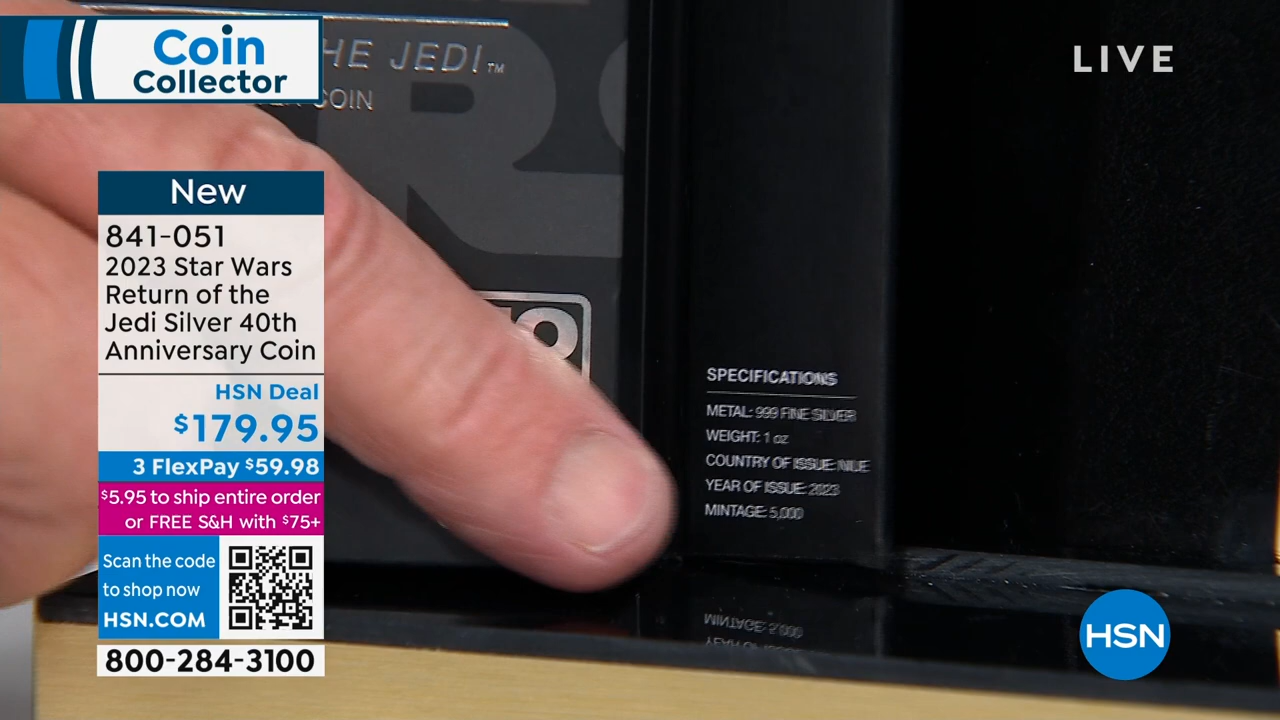 Coin
Collector
HE JEDI™
COIN
LIVE
New
841-051
2023 Star Wars
Return of the
Jedi Silver 40th
Anniversary Coin
HSN Deal
$179.95
3 FlexPay $59.98
$5.95 to ship entire order
or FREE S&H with $75+
Scan the code
to shop now
HSN.COM
800-284-3100
SPECIFICATIONS
METAL: 999 FINE SILVER
WEIGHT: 1 oz
COUNTRY OF ISSUE: NIUE
YEAR OF ISSUE: 2023
MINTAGE: 5,000
HSN